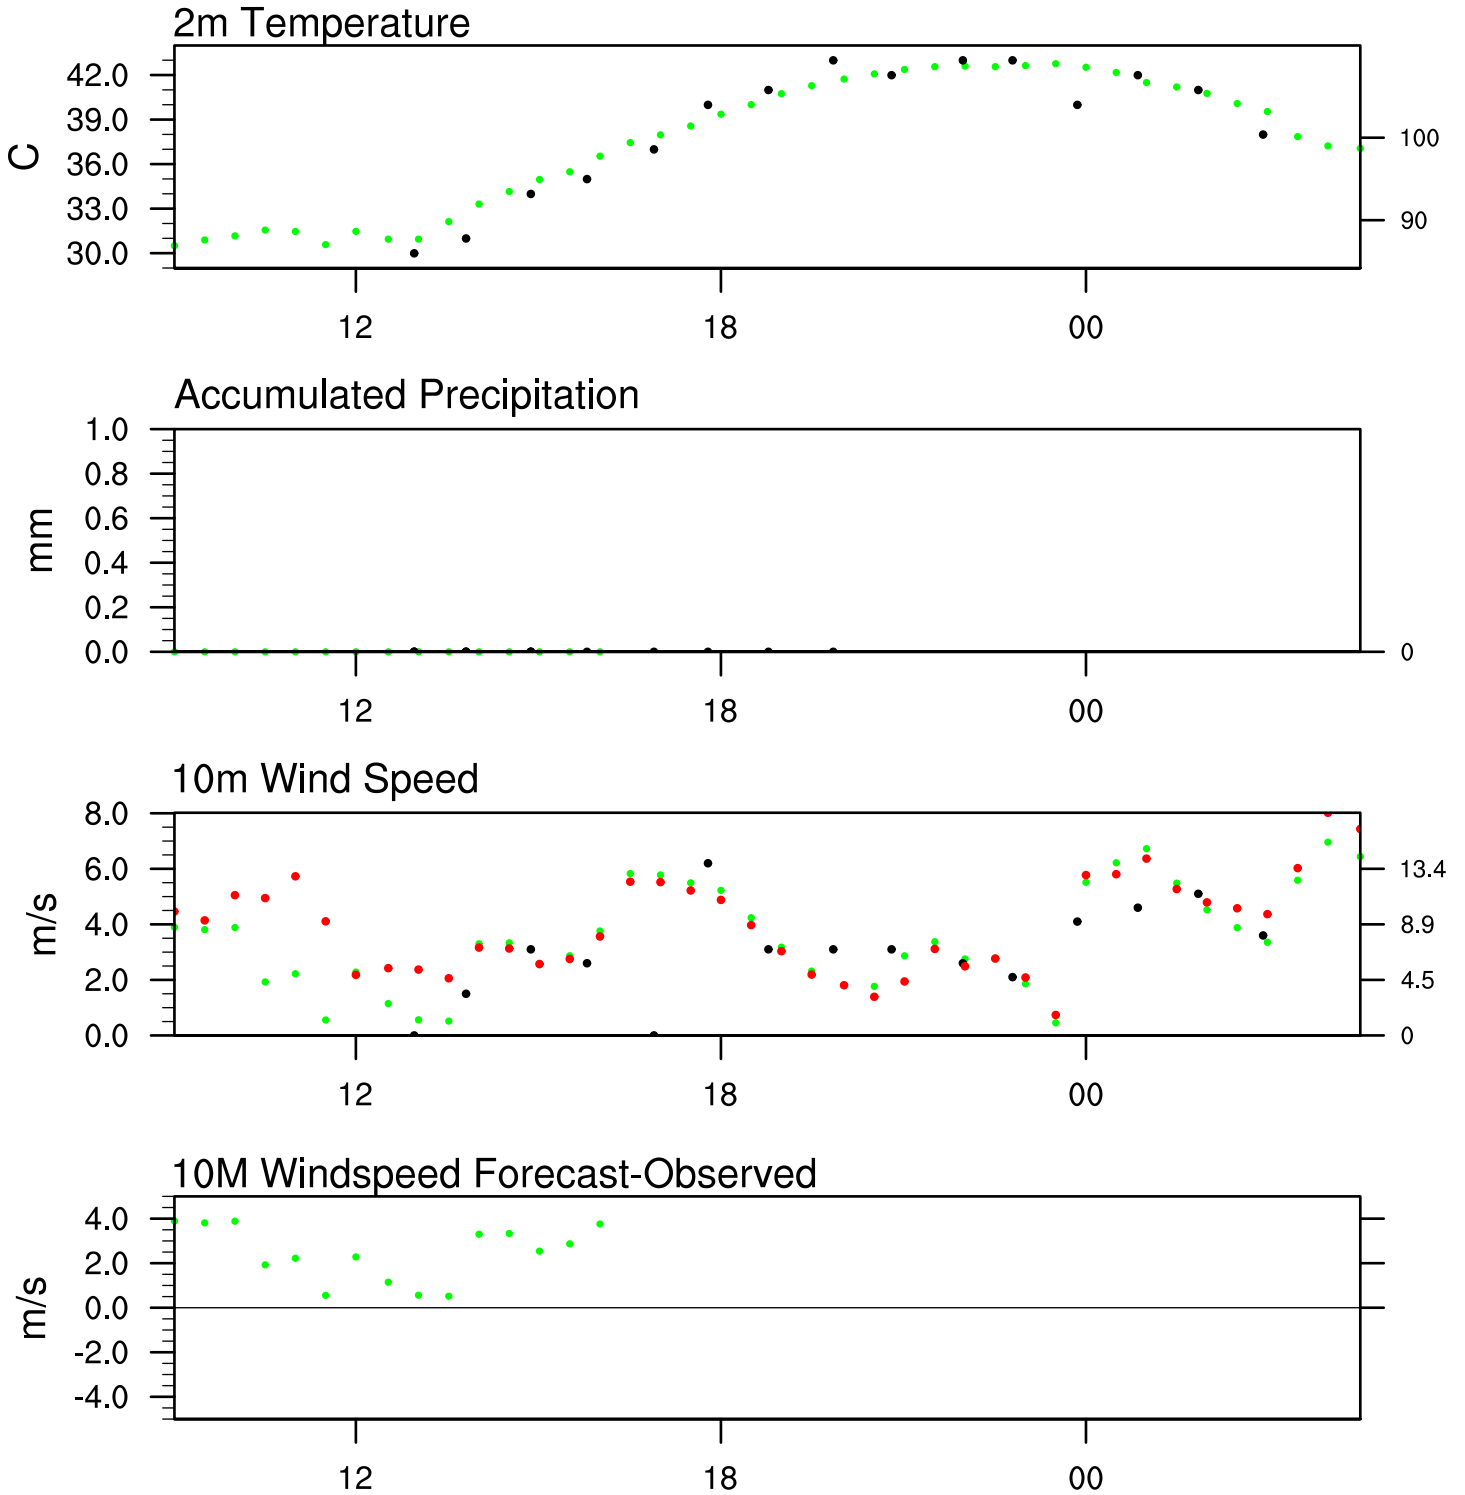 2m Temperature
42.0
39.0
36.0
33.0
30.0
C
100
90
12 18 00
Accumulated Precipitation
1.0
0.8
0.6
0.4
0.2
0.0
mm
0
12 18 00
10m Wind Speed
8.0
6.0
4.0
2.0
0.0
m/s
13.4
8.9
4.5
0
12 18 00
10M Windspeed Forecast-Observed
4.0
2.0
0.0
-2.0
-4.0
m/s
12 18 00